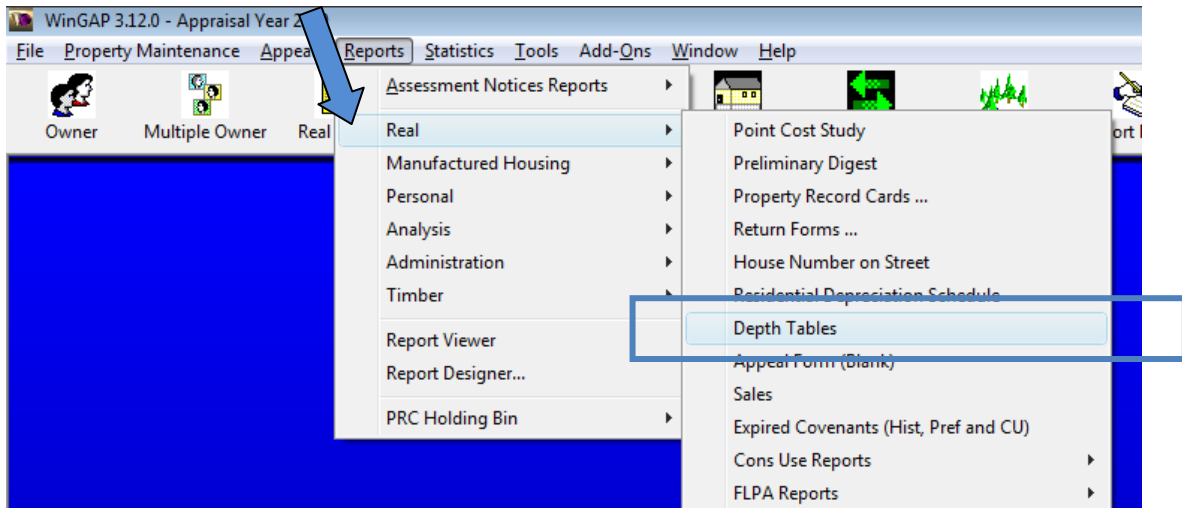 WinGAP 3.12.0 - Appraisal Year 2
File Property Maintenance Reports Statistics Tools Add-Ons Window Help
Owner Multiple Owner Real
Assessment Notices Reports
Real
Manufactured Housing
Personal
Analysis
Administration
Timber
Report Viewer
Report Designer...
PRC Holding Bin
Point Cost Study
Preliminary Digest
Property Record Cards ...
Return Forms ...
House Number on Street
Residential Depreciation Schedule
Depth Tables
Appeal Form (Blank)
Sales
Expired Covenants (Hist, Pref and CU)
Cons Use Reports
FLPA Reports